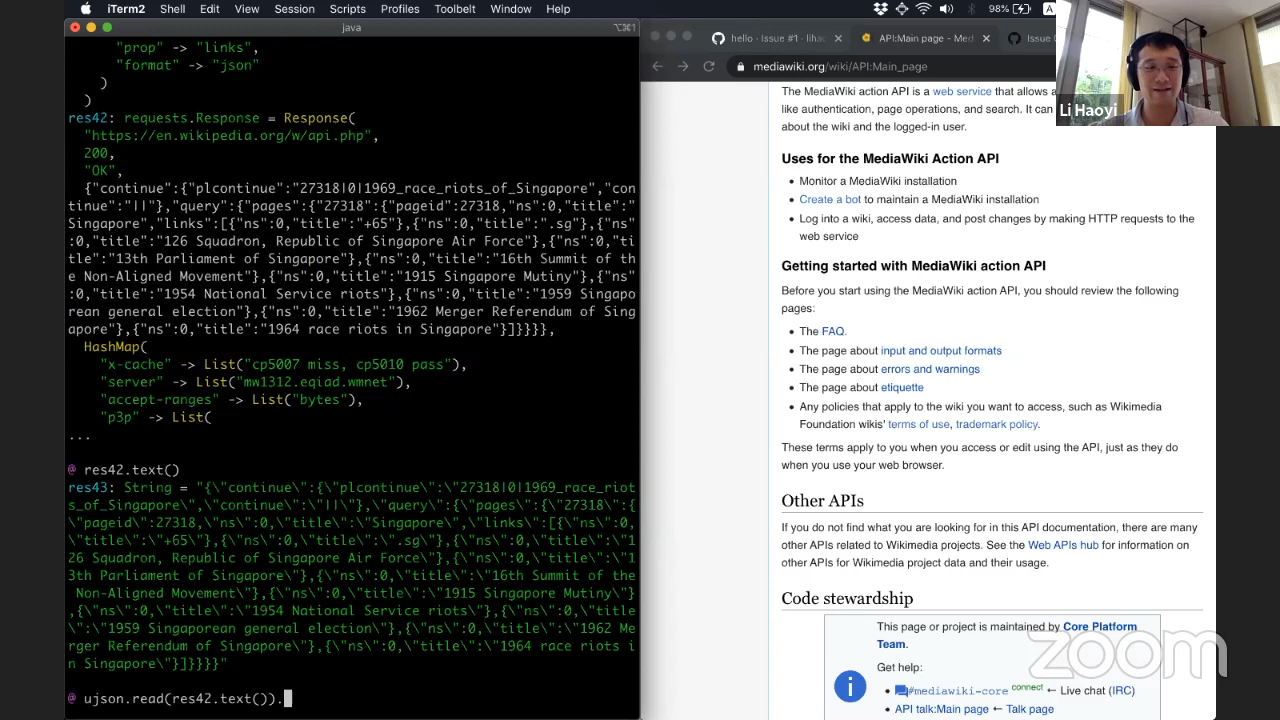 iTerm2 Shell Edit View Session Scripts Profiles Toolbelt Window Help 98%
java ⌥⌘1
"prop" -> "links",
"format" -> "json"
)
)
res42: requests.Response = Response(
"https://en.wikipedia.org/w/api.php",
200,
"OK",
{"continue":{"plcontinue":"27318|0|1969_race_riots_of_Singapore","con
tinue":"||"},"query":{"pages":{"27318":{"pageid":27318,"ns":0,"title":"
Singapore","links":[{"ns":0,"title":"+65"},{"ns":0,"title":".sg"},{"ns"
:0,"title":"126 Squadron, Republic of Singapore Air Force"},{"ns":0,"ti
tle":"13th Parliament of Singapore"},{"ns":0,"title":"16th Summit of th
e Non-Aligned Movement"},{"ns":0,"title":"1915 Singapore Mutiny"},{"ns"
:0,"title":"1954 National Service riots"},{"ns":0,"title":"1959 Singapo
rean general election"},{"ns":0,"title":"1962 Merger Referendum of Sing
apore"},{"ns":0,"title":"1964 race riots in Singapore"}]}}}},
HashMap(
"x-cache" -> List("cp5007 miss, cp5010 pass"),
"server" -> List("mw1312.eqiad.wmnet"),
"accept-ranges" -> List("bytes"),
"p3p" -> List(
...
@ res42.text()
res43: String = "{\"continue\":{\"plcontinue\":\"27318|0|1969_race_riot
s_of_Singapore\",\"continue\":\"||\"},\"query\":{\"pages\":{\"27318\":{
\"pageid\":27318,\"ns\":0,\"title\":\"Singapore\",\"links\":[{\"ns\":0,
\"title\":\"+65\"},{\"ns\":0,\"title\":\".sg\"},{\"ns\":0,\"title\":\"1
26 Squadron, Republic of Singapore Air Force\"},{\"ns\":0,\"title\":\"1
3th Parliament of Singapore\"},{\"ns\":0,\"title\":\"16th Summit of the
Non-Aligned Movement\"},{\"ns\":0,\"title\":\"1915 Singapore Mutiny\"}
,{\"ns\":0,\"title\":\"1954 National Service riots\"},{\"ns\":0,\"title
\":\"1959 Singaporean general election\"},{\"ns\":0,\"title\":\"1962 Me
rger Referendum of Singapore\"},{\"ns\":0,\"title\":\"1964 race riots i
n Singapore\"}]}}}}"
@ ujson.read(res42.text()).
hello · Issue #1 · liha API:Main page - Med Issue
mediawiki.org/wiki/API:Main_page
The MediaWiki action API is a web service that allows a
like authentication, page operations, and search. It can
about the wiki and the logged-in user.
Uses for the MediaWiki Action API
Monitor a MediaWiki installation
Create a bot to maintain a MediaWiki installation
Log into a wiki, access data, and post changes by making HTTP requests to the
web service
Getting started with MediaWiki action API
Before you start using the MediaWiki action API, you should review the following
pages:
The FAQ.
The page about input and output formats
The page about errors and warnings
The page about etiquette
Any policies that apply to the wiki you want to access, such as Wikimedia
Foundation wikis' terms of use, trademark policy.
These terms apply to you when you access or edit using the API, just as they do
when you use your web browser.
Other APIs
If you do not find what you are looking for in this API documentation, there are many
other APIs related to Wikimedia projects. See the Web APIs hub for information on
other APIs for Wikimedia project data and their usage.
Code stewardship
This page or project is maintained by Core Platform
Team.
Get help:
#mediawiki-core connect ← Live chat (IRC)
API talk:Main page ← Talk page
Li Haoyi
zoom